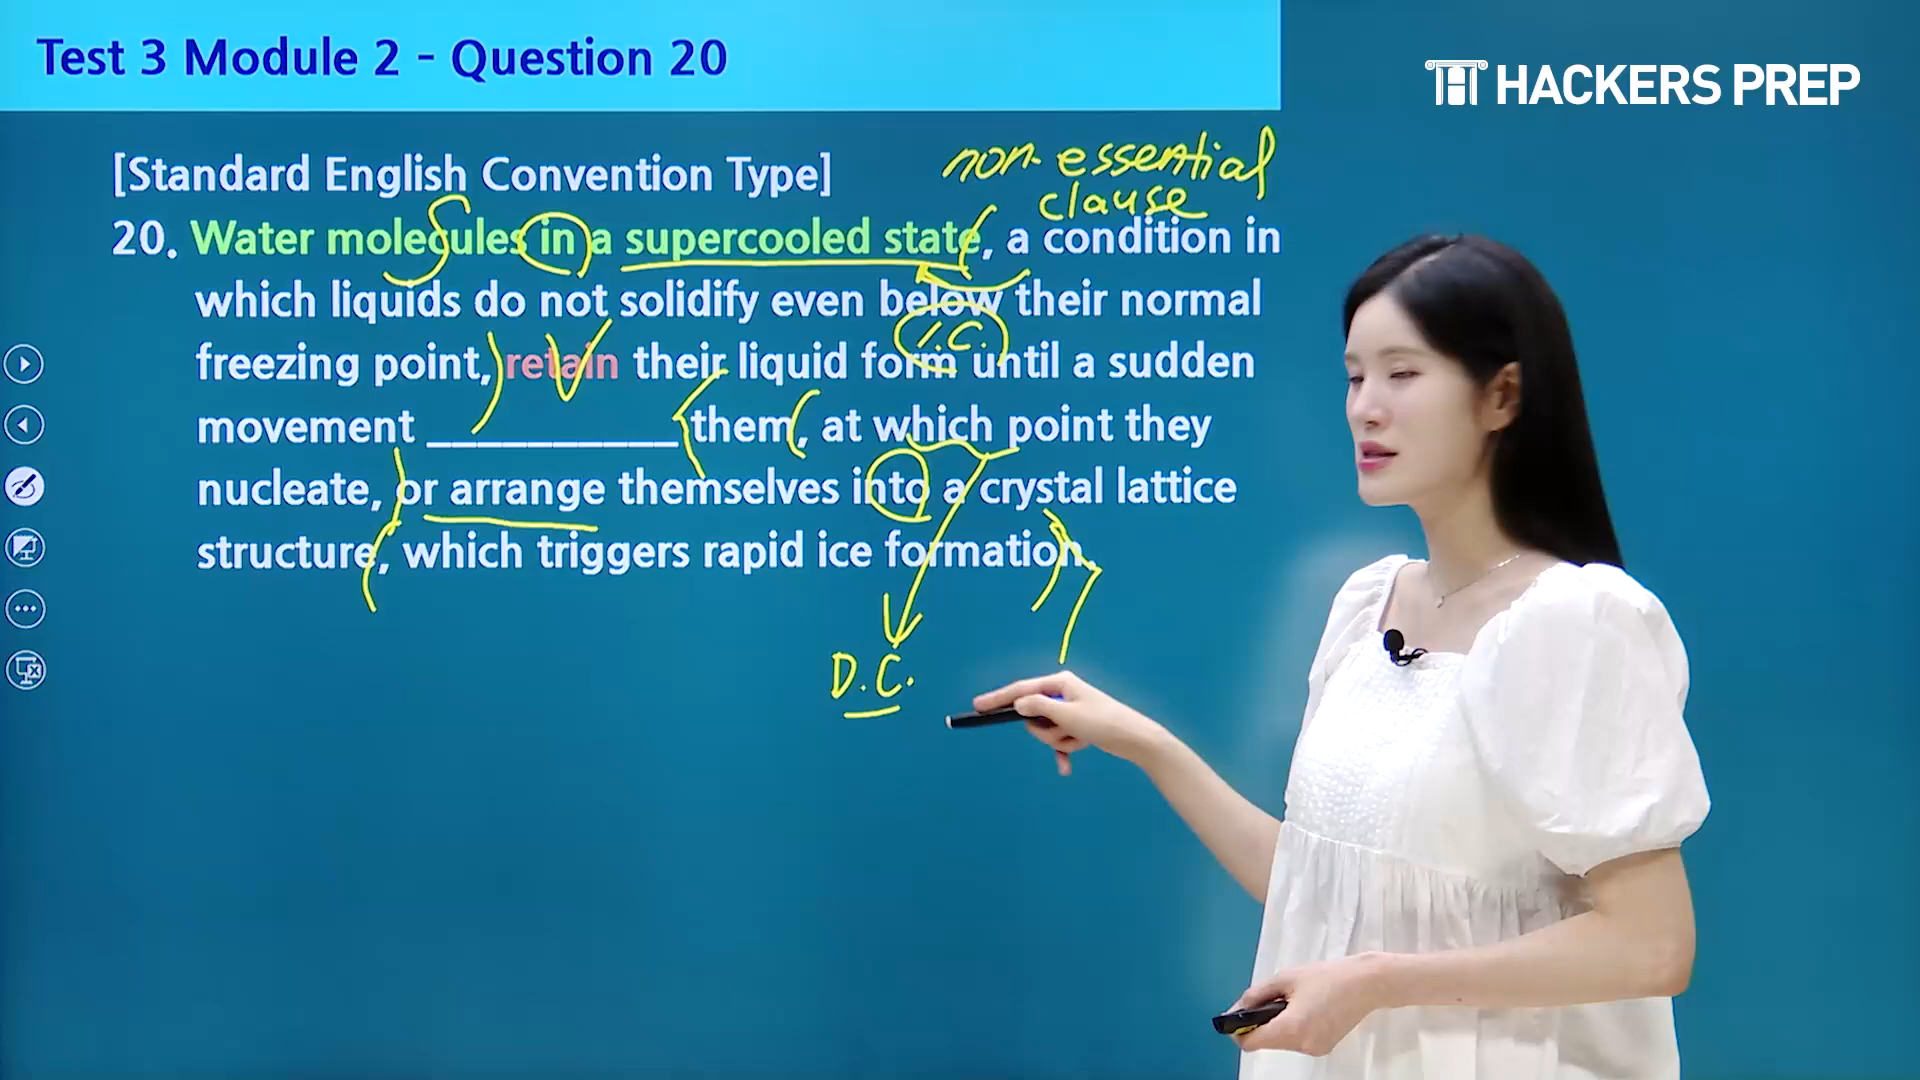 Test 3 Module 2 - Question 20
HACKERS PREP
[Standard English Convention Type]
non-essential
clause
20. Water molecules in a supercooled state, a condition in
which liquids do not solidify even below their normal
freezing point, retain their liquid form until a sudden
movement __________ them, at which point they
nucleate, or arrange themselves into a crystal lattice
structure, which triggers rapid ice formation.
S
V
I.C.
D.C.